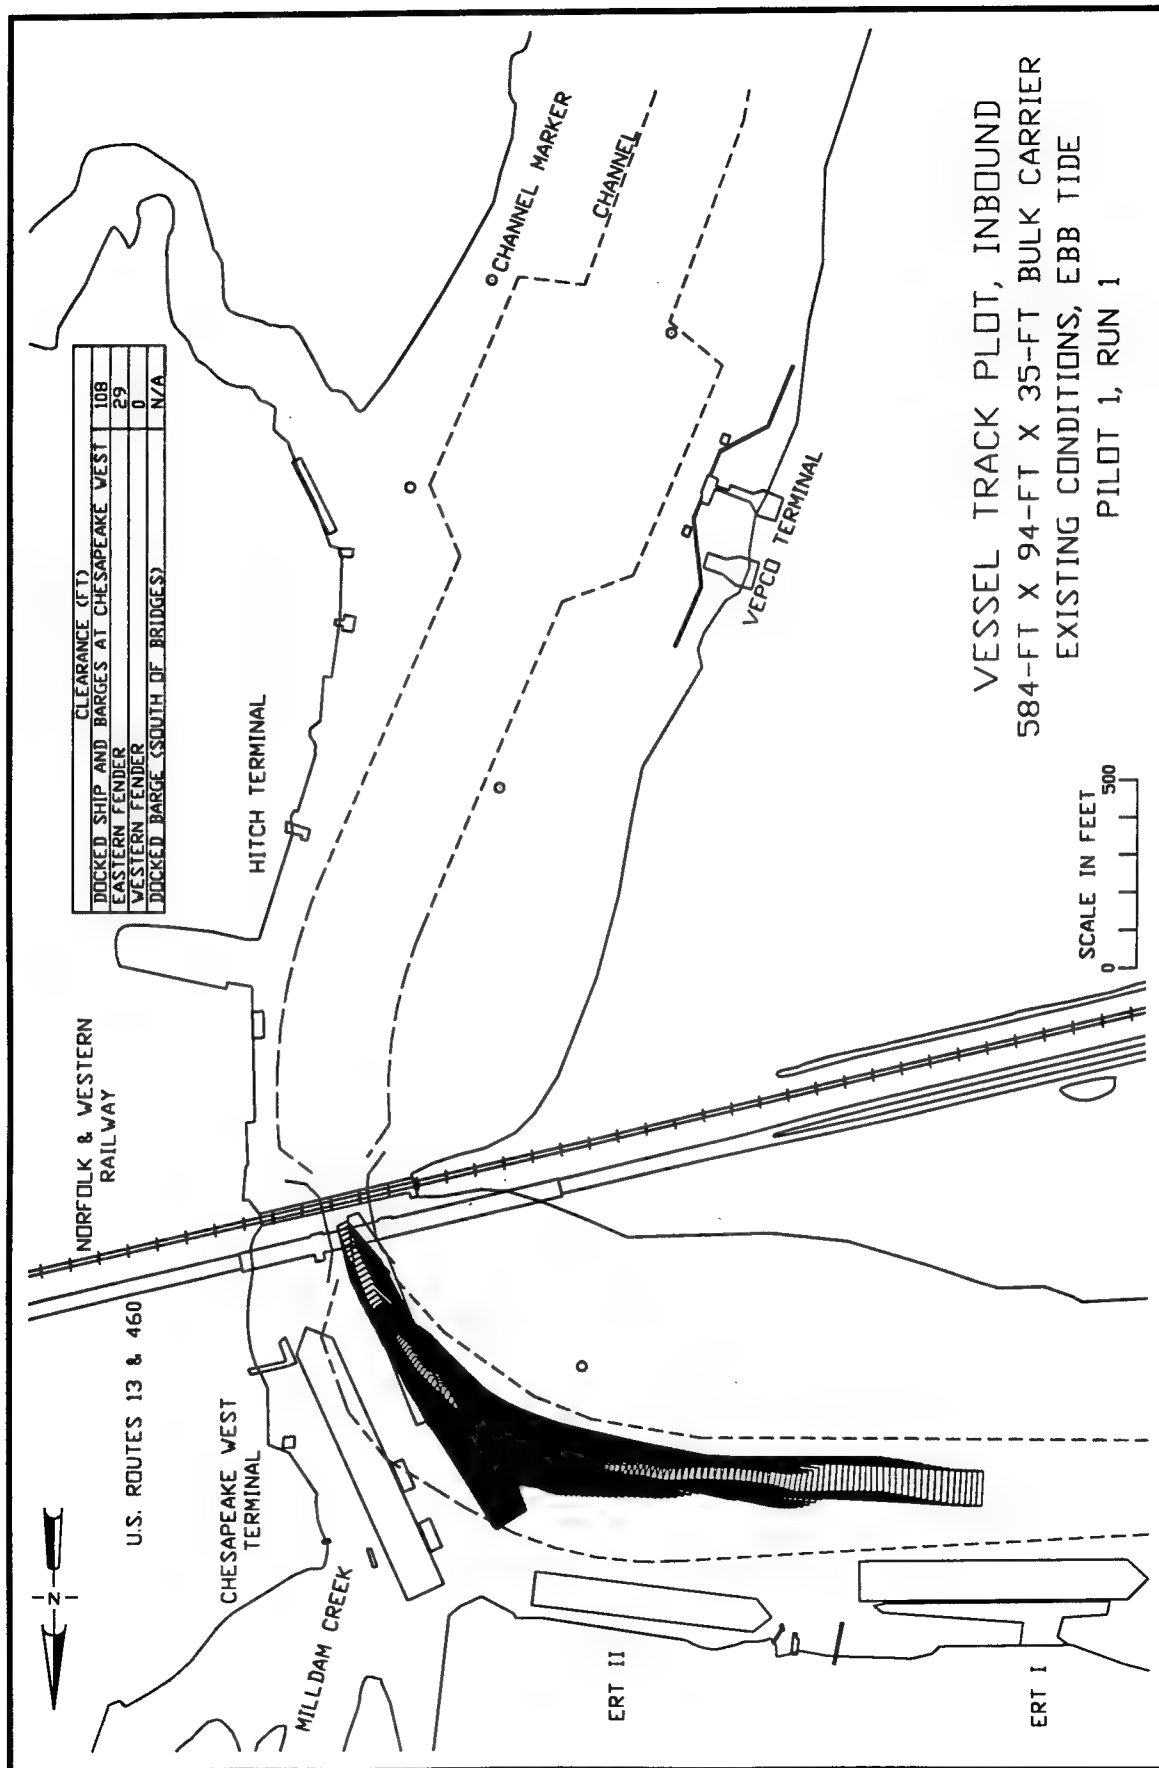 CLEARANCE (FT)
DOCKED SHIP AND BARGES AT CHESAPEAKE WEST 108
EASTERN FENDER 29
WESTERN FENDER 0
DOCKED BARGE (SOUTH OF BRIDGES) N/A
NORFOLK & WESTERN
RAILWAY
U.S. ROUTES 13 & 460
HITCH TERMINAL
CHANNEL MARKER
CHANNEL
CHESAPEAKE WEST
TERMINAL
MILLDAM CREEK
N
VEPCO TERMINAL
ERT II
ERT I
SCALE IN FEET
0 500
VESSEL TRACK PLOT, INBOUND
584-FT X 94-FT X 35-FT BULK CARRIER
EXISTING CONDITIONS, EBB TIDE
PILOT 1, RUN 1